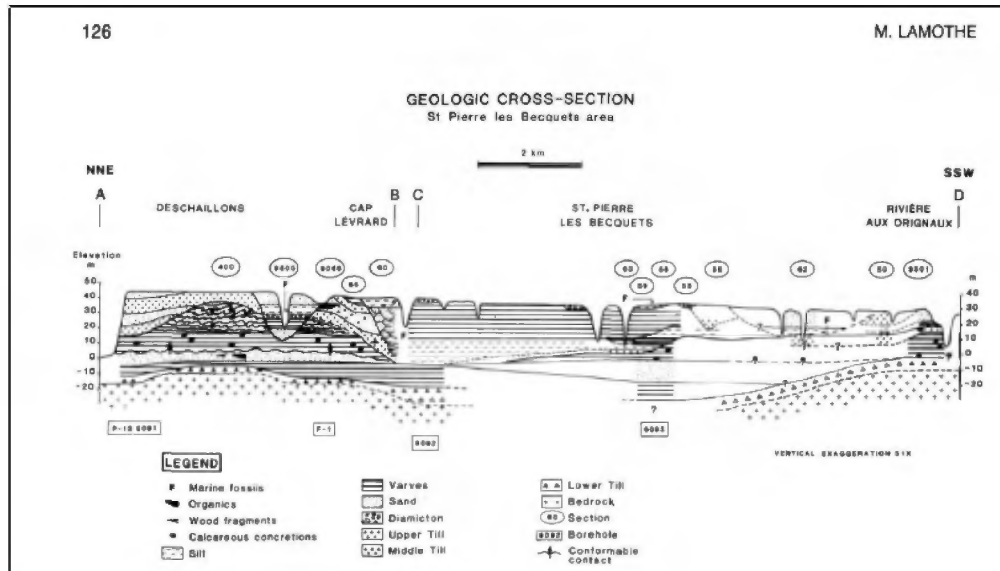 126 M. LAMOTHE
GEOLOGIC CROSS-SECTION
St Pierre les Becquets area
2 km
NNE SSW
A B C D
DESCHAILLONS CAP LÉVRARD ST. PIERRE LES BECQUETS RIVIÈRE AUX ORIGNAUX
Elevation
m m
400 60
F F F
50
40 40
30 30
20 20
10 10
0 0
-10 -10
-20 -20
? ? ?
F-1
VERTICAL EXAGGERATION 51X
LEGEND
F Marine fossils
Organics
Wood fragments
Calcareous concretions
Silt
Varves
Sand
Diamicton
Upper Till
Middle Till
Lower Till
Bedrock
60 Section
Borehole
Conformable
contact